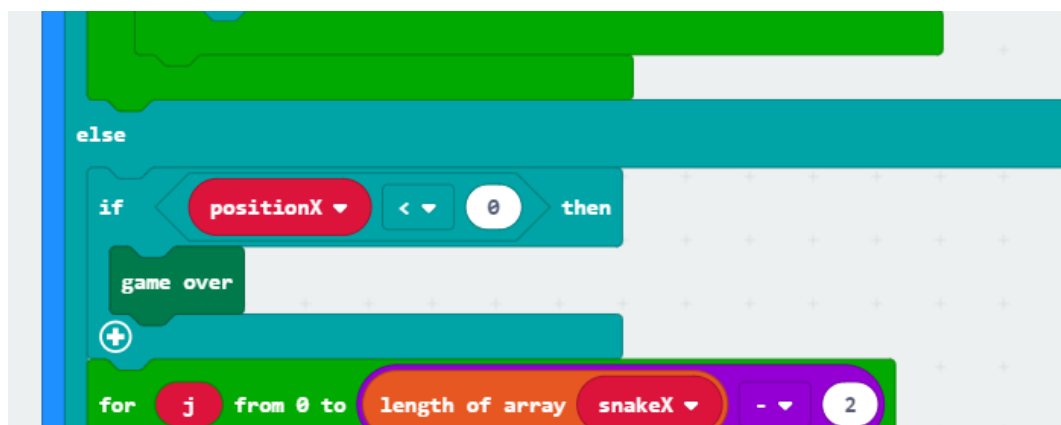 else
if positionX < 0 then
game over
for j from 0 to length of array snakeX - 2